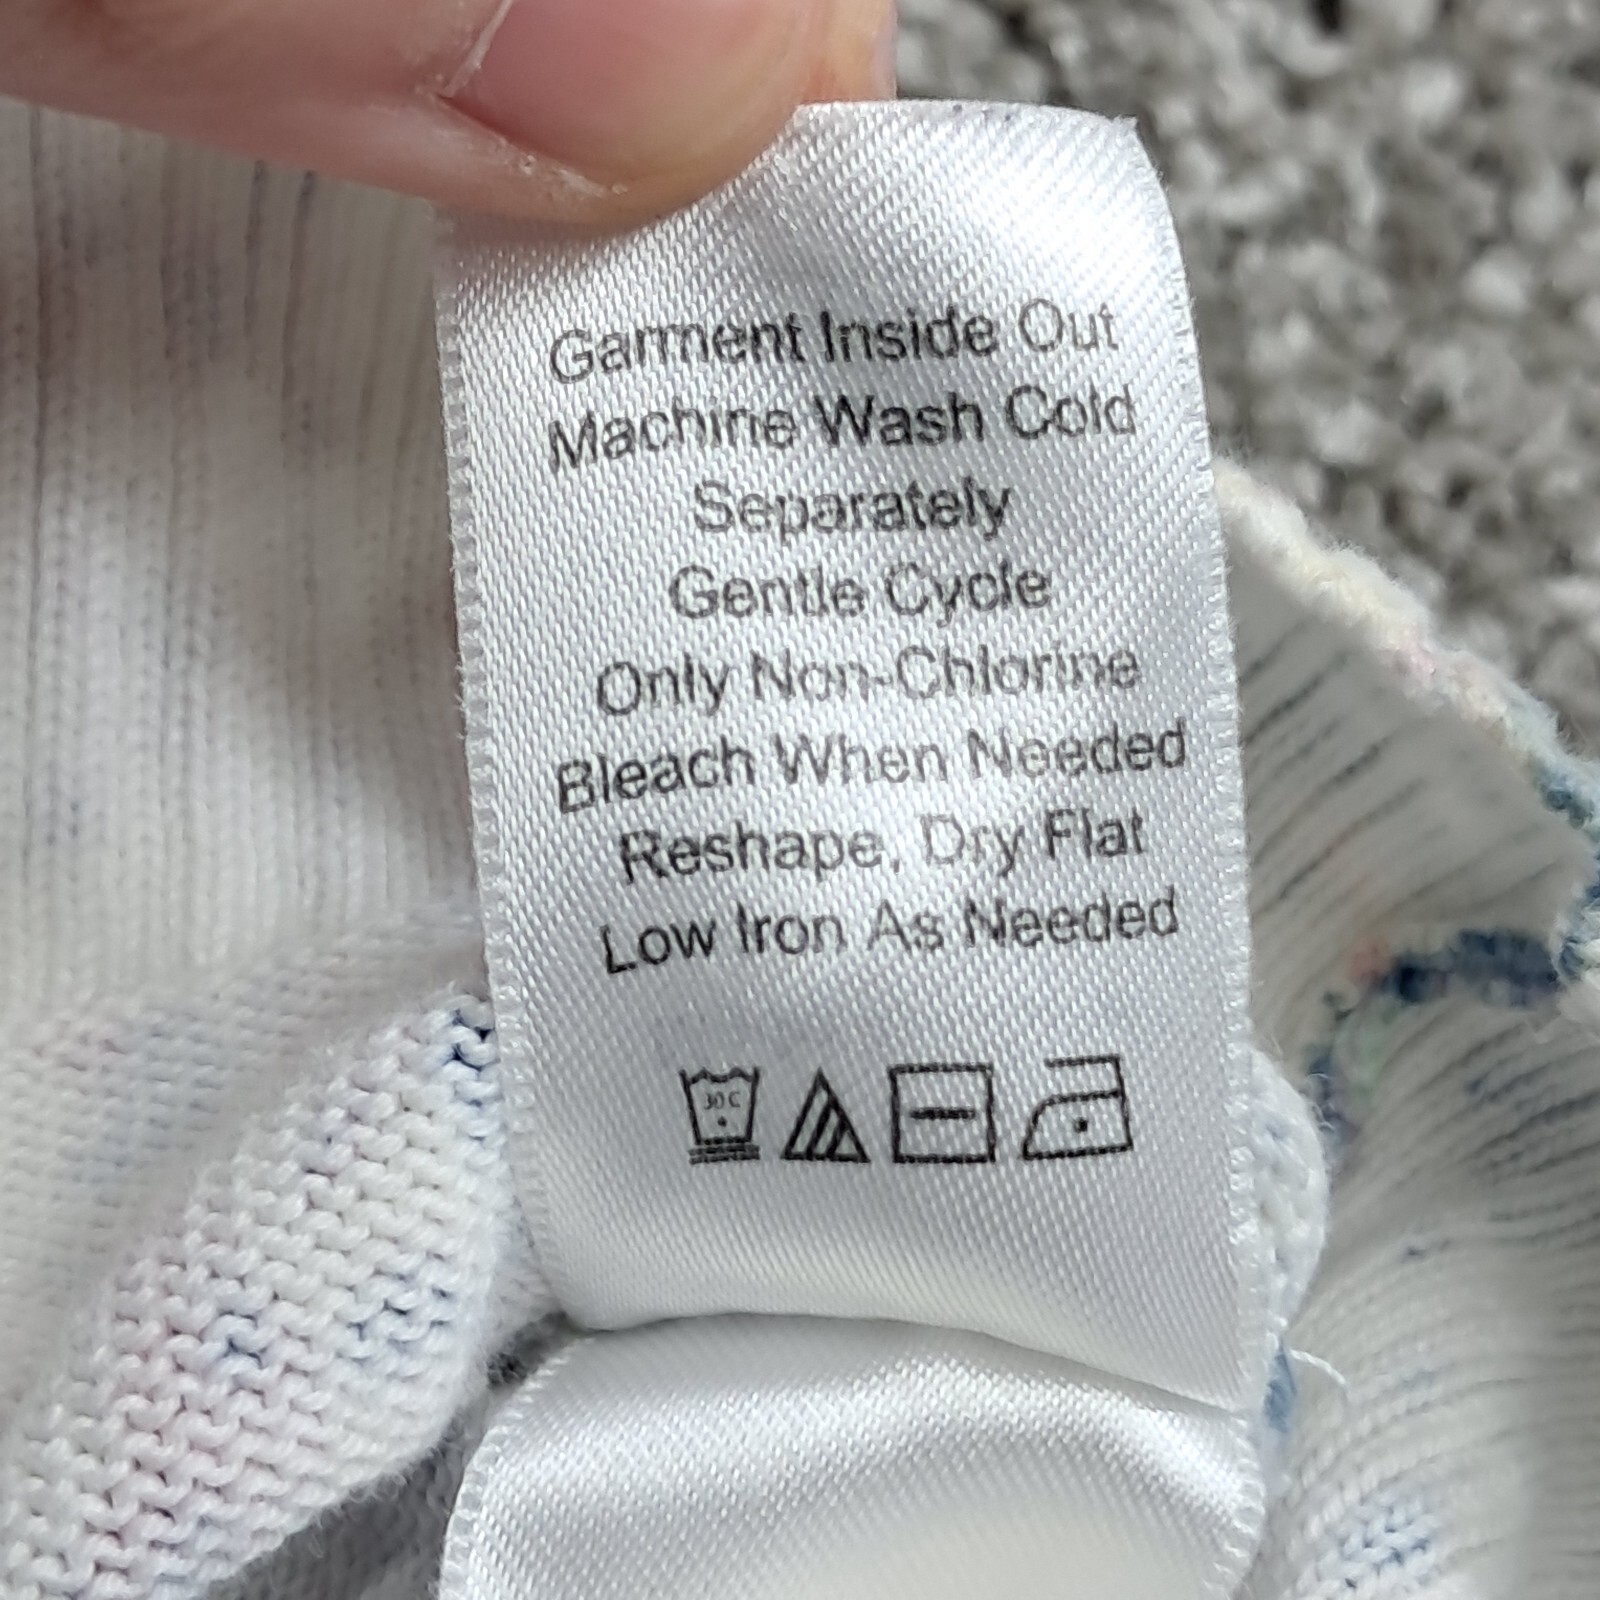 Garment Inside Out
Machine Wash Cold
Separately
Gentle Cycle
Only Non-Chlorine
Bleach When Needed
Reshape, Dry Flat
Low Iron As Needed
30 C